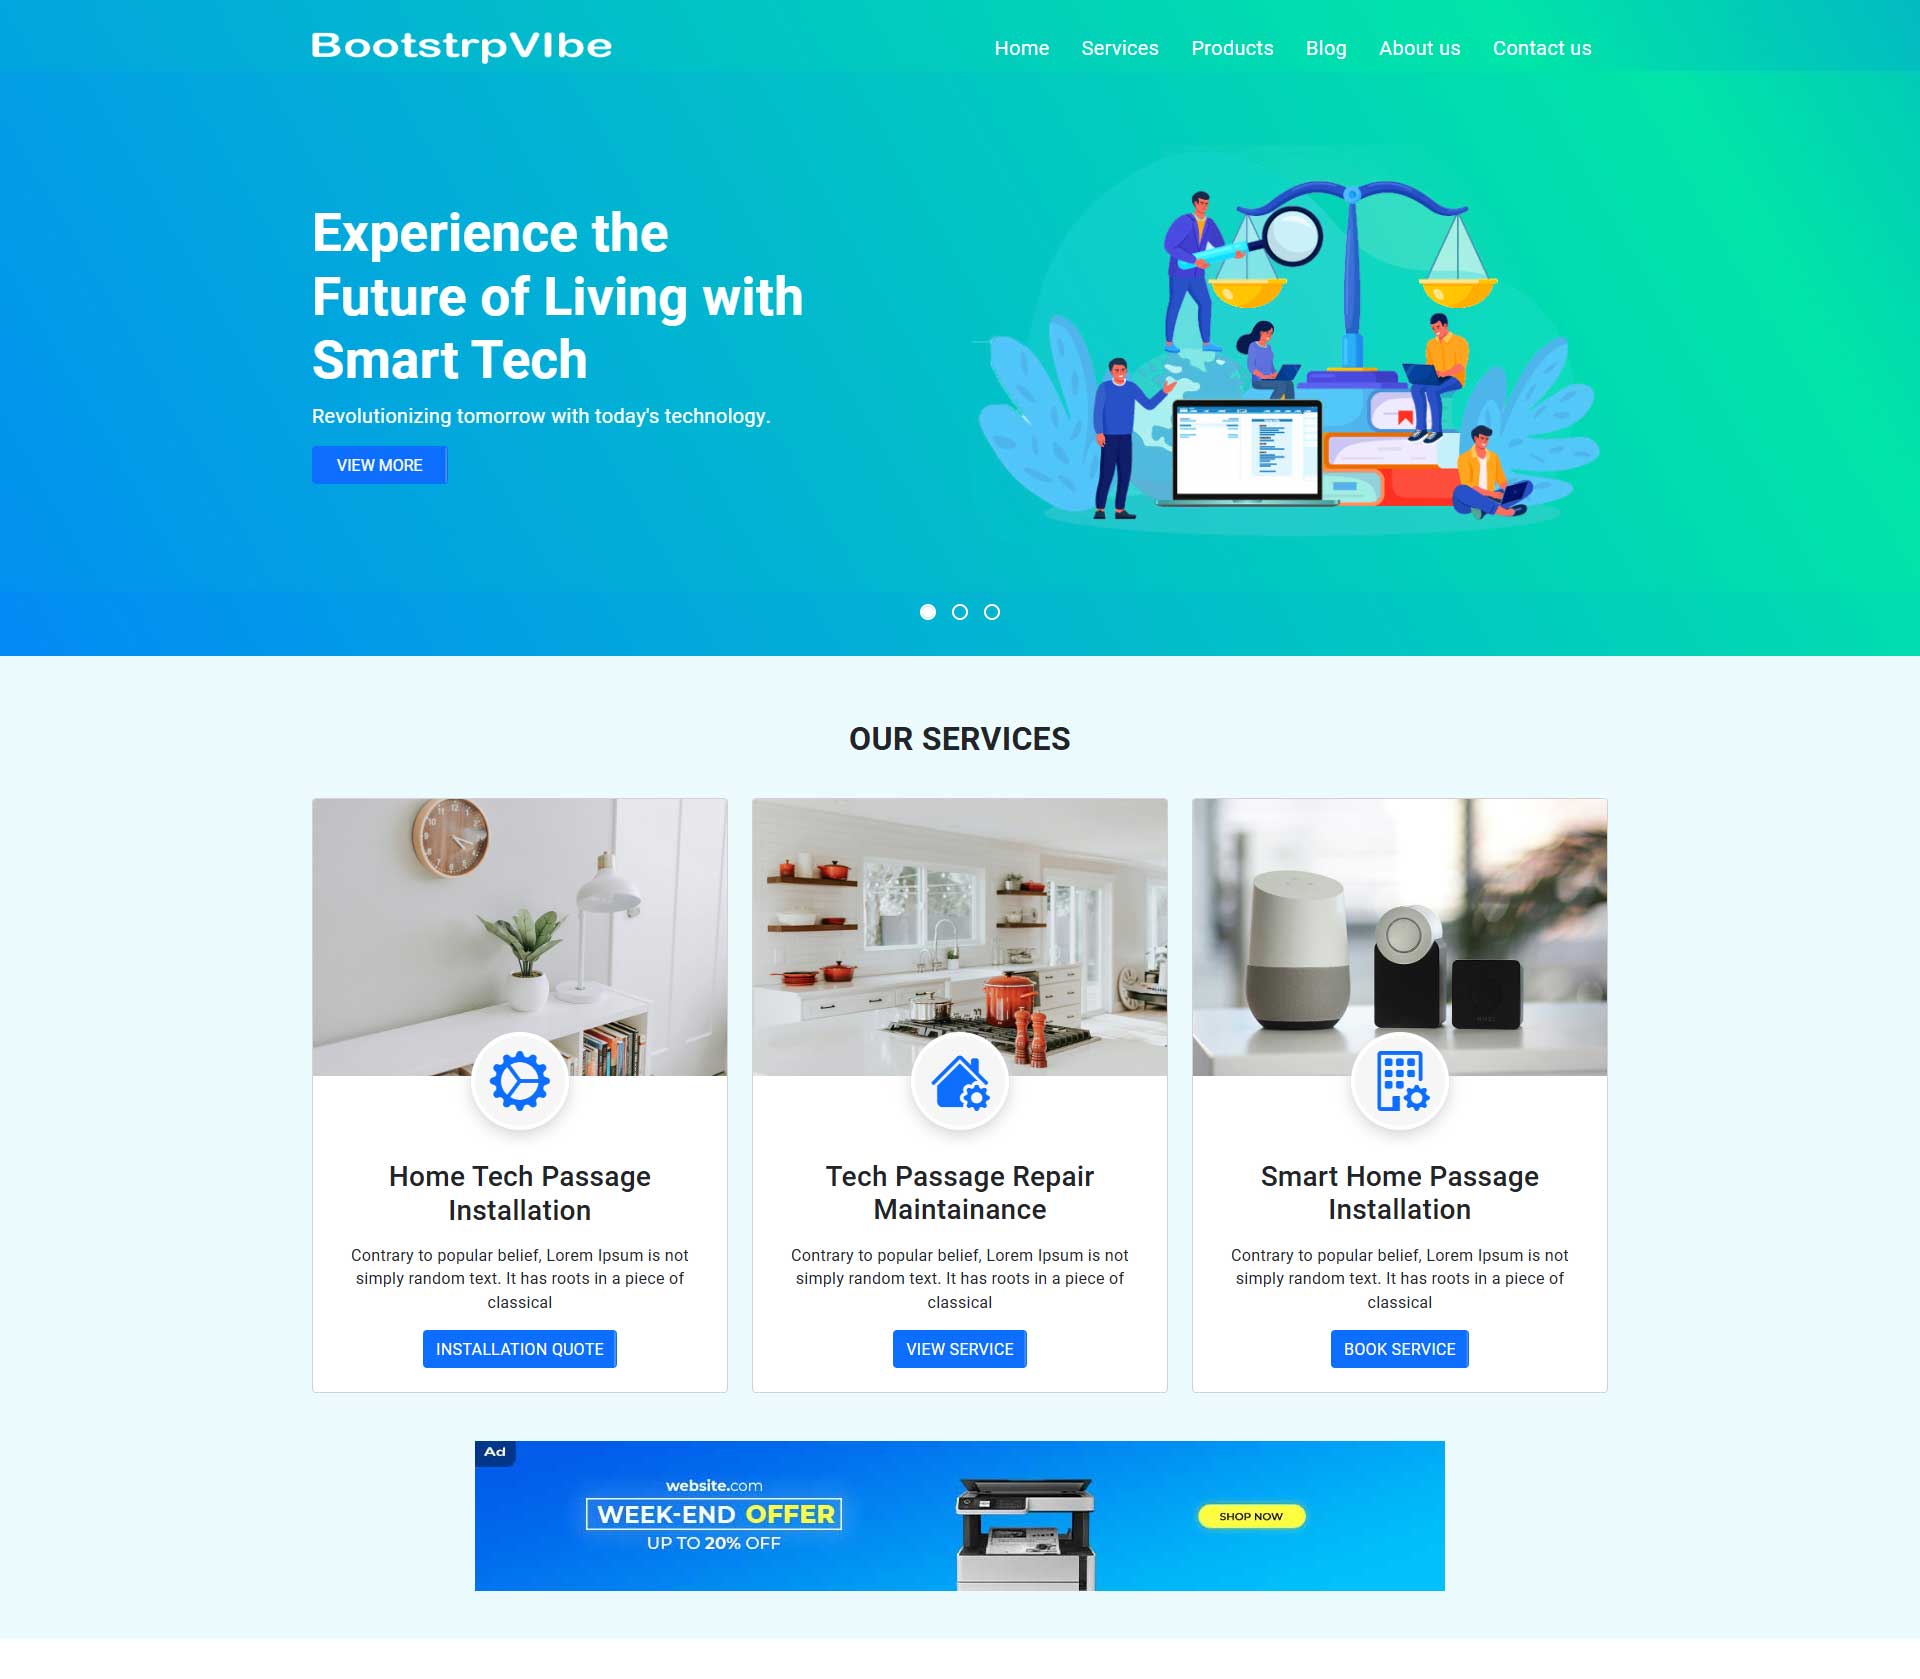 BootstrpVIbe
Home Services Products Blog About us Contact us
Experience the
Future of Living with
Smart Tech
Revolutionizing tomorrow with today's technology.
VIEW MORE
OUR SERVICES
Home Tech Passage
Installation
Contrary to popular belief, Lorem Ipsum is not
simply random text. It has roots in a piece of
classical
INSTALLATION QUOTE
Tech Passage Repair
Maintainance
Contrary to popular belief, Lorem Ipsum is not
simply random text. It has roots in a piece of
classical
VIEW SERVICE
Smart Home Passage
Installation
Contrary to popular belief, Lorem Ipsum is not
simply random text. It has roots in a piece of
classical
BOOK SERVICE
Ad
website.com
WEEK-END OFFER
UP TO 20% OFF
SHOP NOW